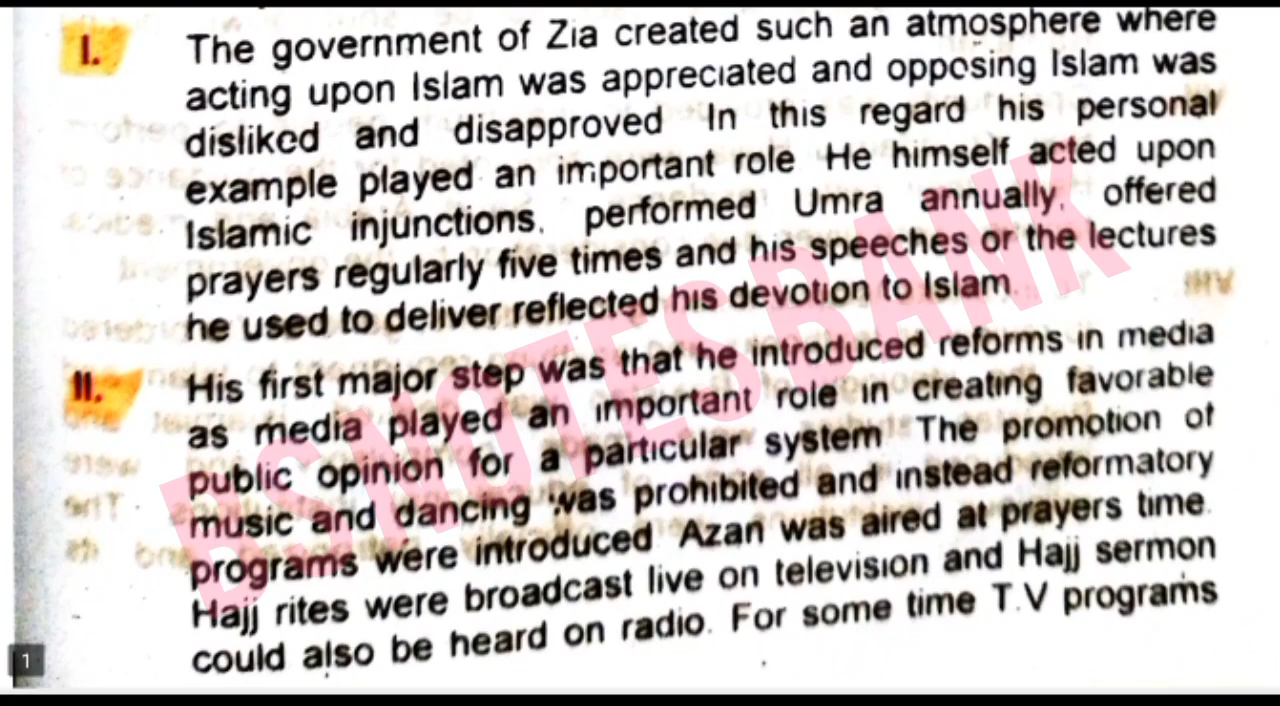 I. The government of Zia created such an atmosphere where
acting upon Islam was appreciated and opposing Islam was
disliked and disapproved In this regard his personal
example played an important role He himself acted upon
Islamic injunctions, performed Umra annually, offered
prayers regularly five times and his speeches or the lectures
he used to deliver reflected his devotion to Islam
II. His first major step was that he introduced reforms in media
as media played an important role in creating favorable
public opinion for a particular system The promotion of
music and dancing was prohibited and instead reformatory
programs were introduced Azan was aired at prayers time.
Hajj rites were broadcast live on television and Hajj sermon
could also be heard on radio. For some time T.V programs
BSNOTESBANK
1